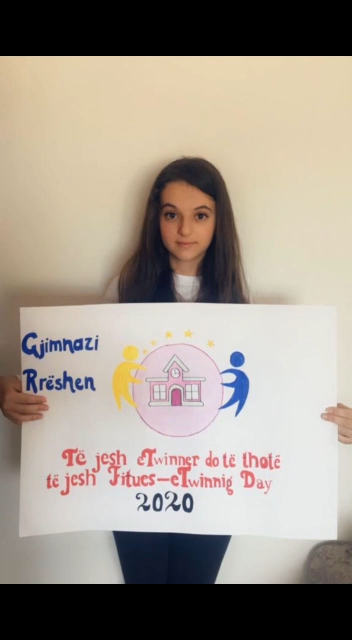 Gjimnazi
Rrëshen
Të jesh eTwinner do të thotë
të jesh Fitues-eTwinnig Day
2020